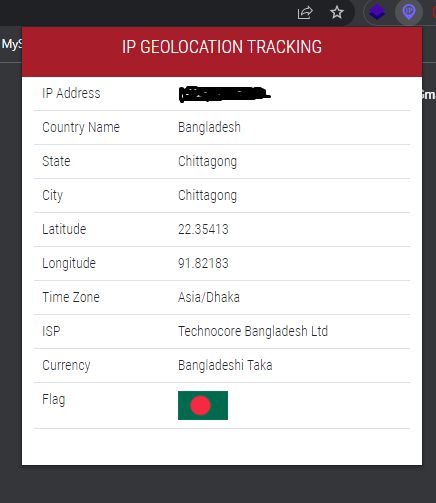 MyS
IP GEOLOCATION TRACKING
Gm
IP Address
Country Name Bangladesh
State Chittagong
City Chittagong
Latitude 22.35413
Longitude 91.82183
Time Zone Asia/Dhaka
ISP Technocore Bangladesh Ltd
Currency Bangladeshi Taka
Flag